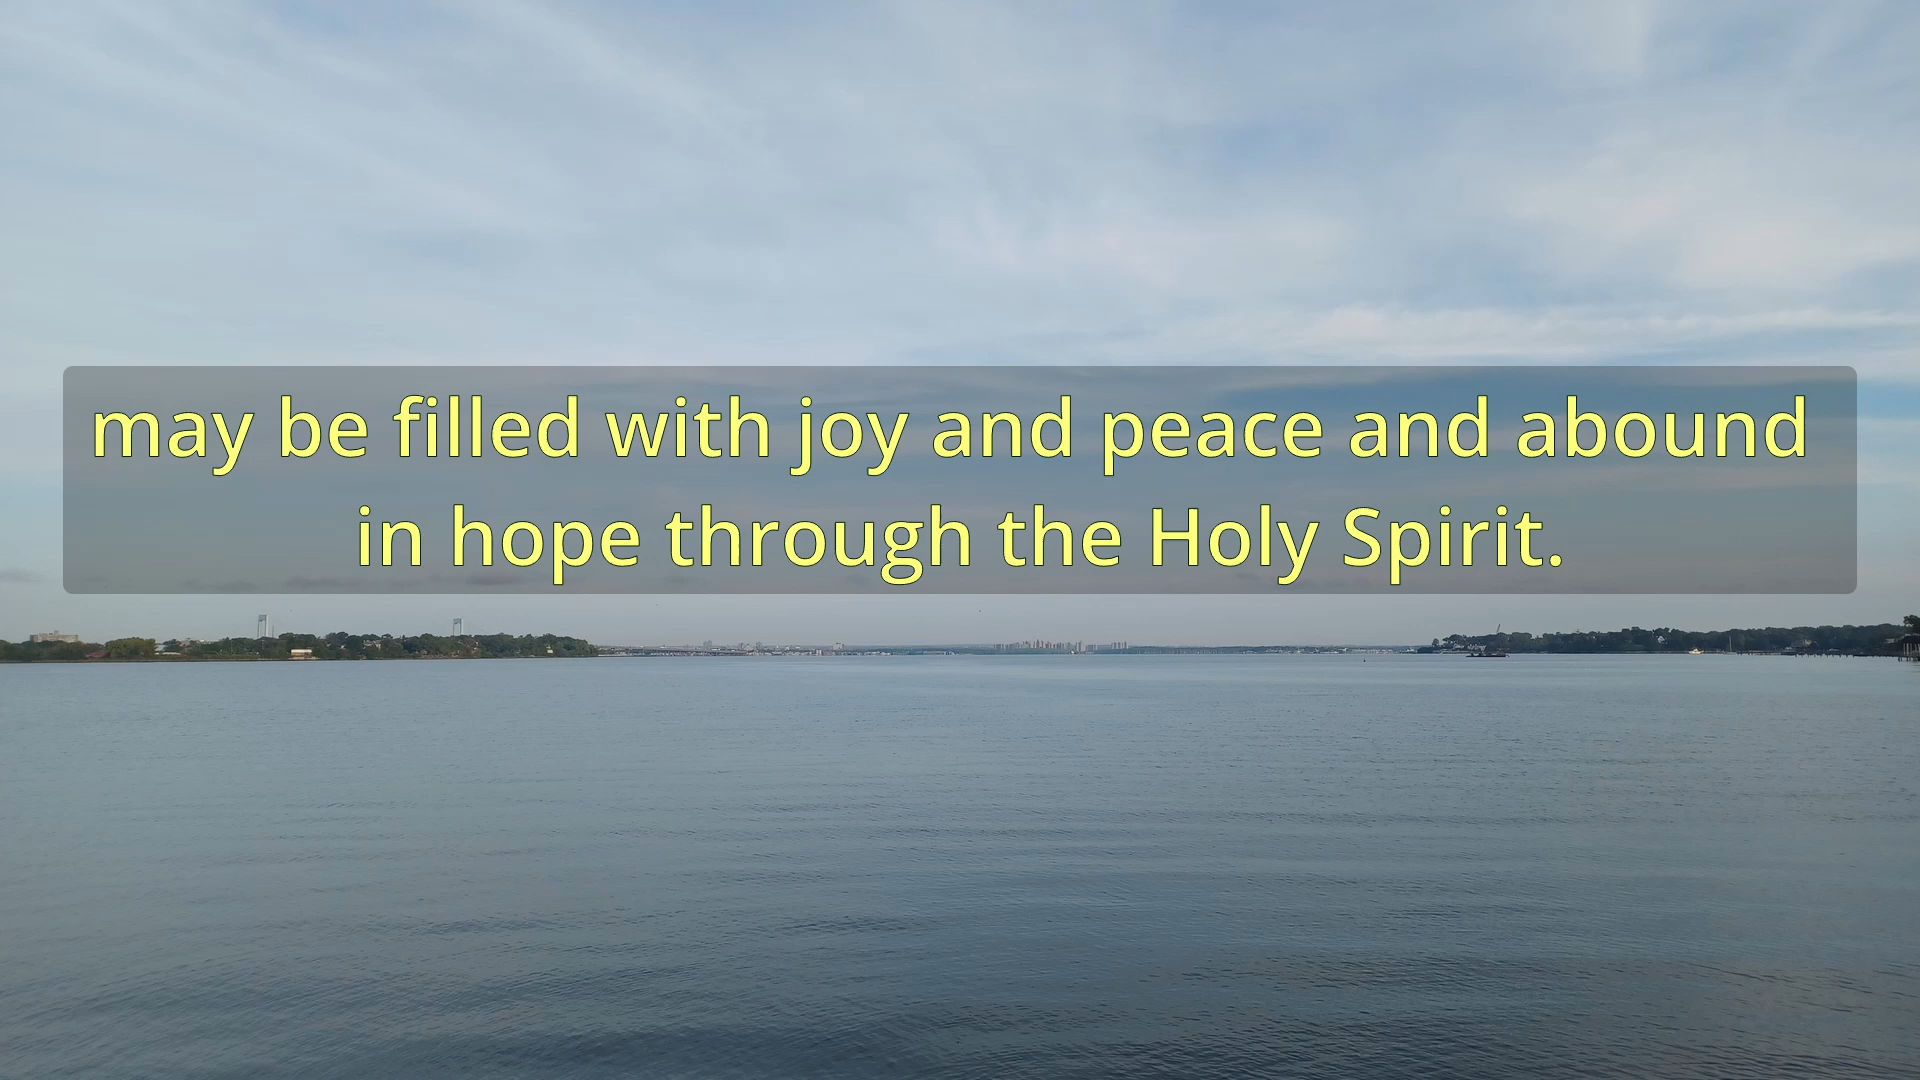 may be filled with joy and peace and abound
in hope through the Holy Spirit.